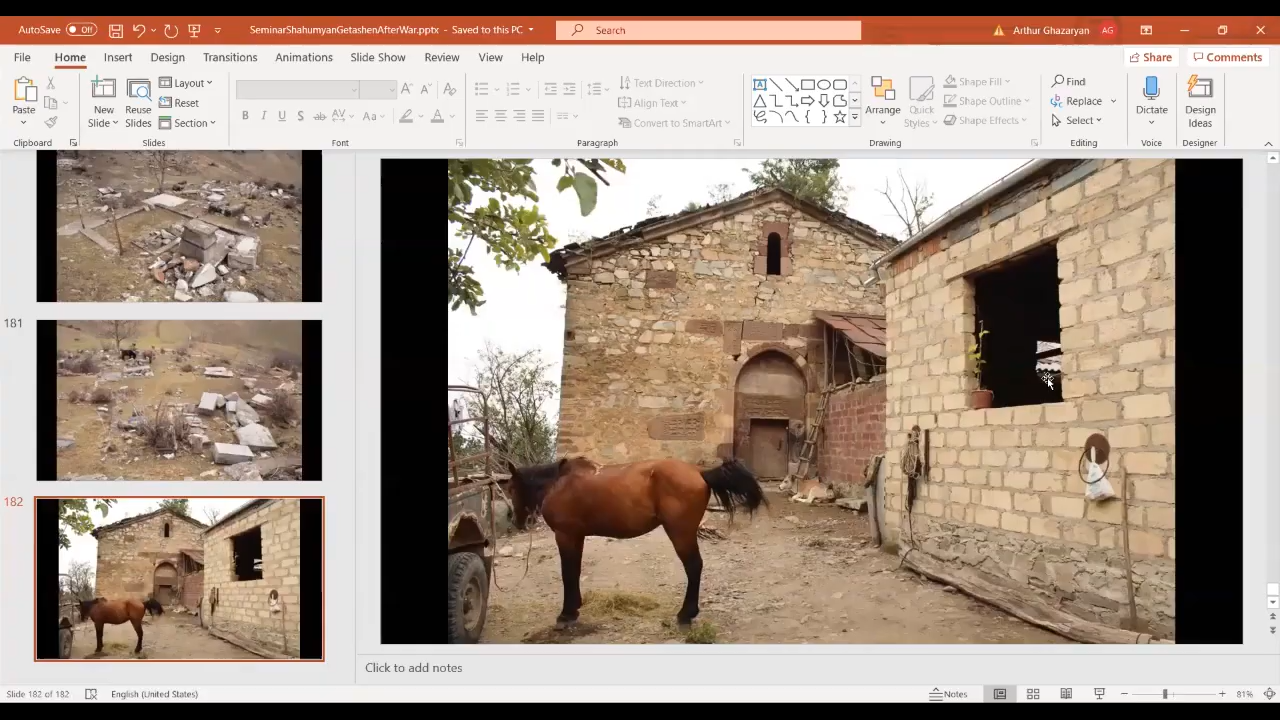 AutoSave Off SeminarShahumyanGetashenAfterWar.pptx - Saved to this PC Search Arthur Ghazaryan AG
File Home Insert Design Transitions Animations Slide Show Review View Help Share Comments
Paste
New
Slide
Reuse
Slides
Layout
Reset
Section
B I U S ab AV Aa A
A A A
Text Direction
Align Text
Convert to SmartArt
Arrange
Quick
Styles
Shape Fill
Shape Outline
Shape Effects
Find
Replace
Select
Dictate
Design
Ideas
Clipboard Slides Font Paragraph Drawing Editing Voice Designer
181
182
Click to add notes
Slide 182 of 182 English (United States) Notes 81%